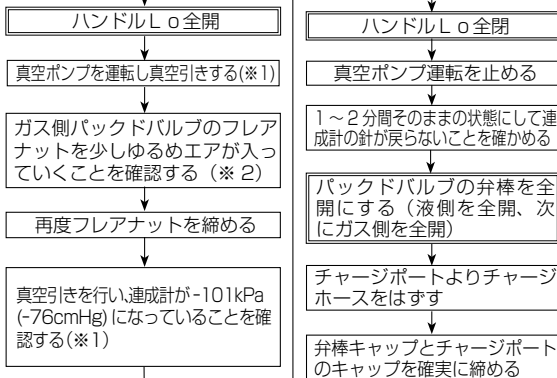 ハンドルＬｏ全開
真空ポンプを運転し真空引きする(※1)
ガス側パックドバルブのフレア
ナットを少しゆるめエアが入っ
ていくことを確認する（※２）
再度フレアナットを締める
真空引きを行い、連成計が-101kPa
(-76cmHg)になっていることを確
認する(※1)
ハンドルＬｏ全閉
真空ポンプ運転を止める
１～２分間そのままの状態にして連
成計の針が戻らないことを確かめる
パックドバルブの弁棒を全
開にする（液側を全開、次
にガス側を全開）
チャージポートよりチャージ
ホースをはずす
弁棒キャップとチャージポート
のキャップを確実に締める